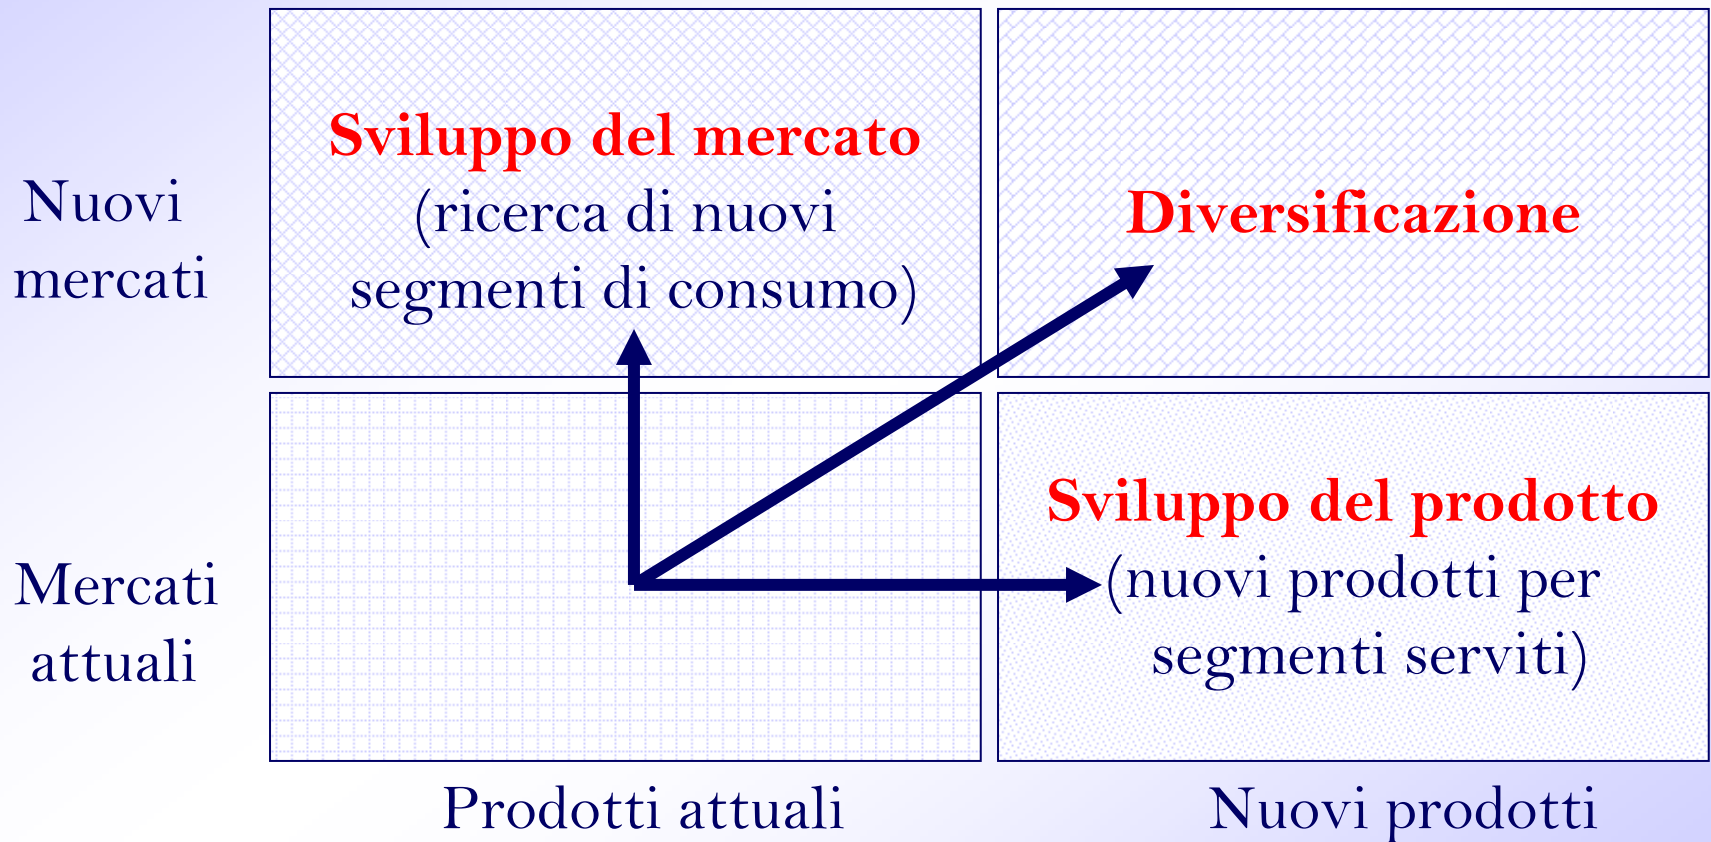 Nuovi
mercati
Sviluppo del mercato
(ricerca di nuovi
segmenti di consumo)
Diversificazione
Mercati
attuali
Sviluppo del prodotto
(nuovi prodotti per
segmenti serviti)
Prodotti attuali
Nuovi prodotti